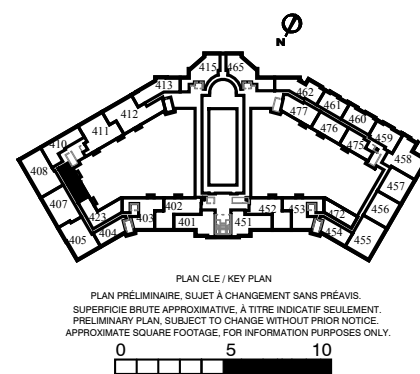 N
415 465
413 462
412 477 461
411 476 460
410 475 459
408 458
407 457
423 403 402 452 453 472 456
405 404 401 451 454 455
PLAN CLE / KEY PLAN
PLAN PRÉLIMINAIRE, SUJET À CHANGEMENT SANS PRÉAVIS.
SUPERFICIE BRUTE APPROXIMATIVE, À TITRE INDICATIF SEULEMENT.
PRELIMINARY PLAN, SUBJECT TO CHANGE WITHOUT PRIOR NOTICE.
APPROXIMATE SQUARE FOOTAGE, FOR INFORMATION PURPOSES ONLY.
0 5 10